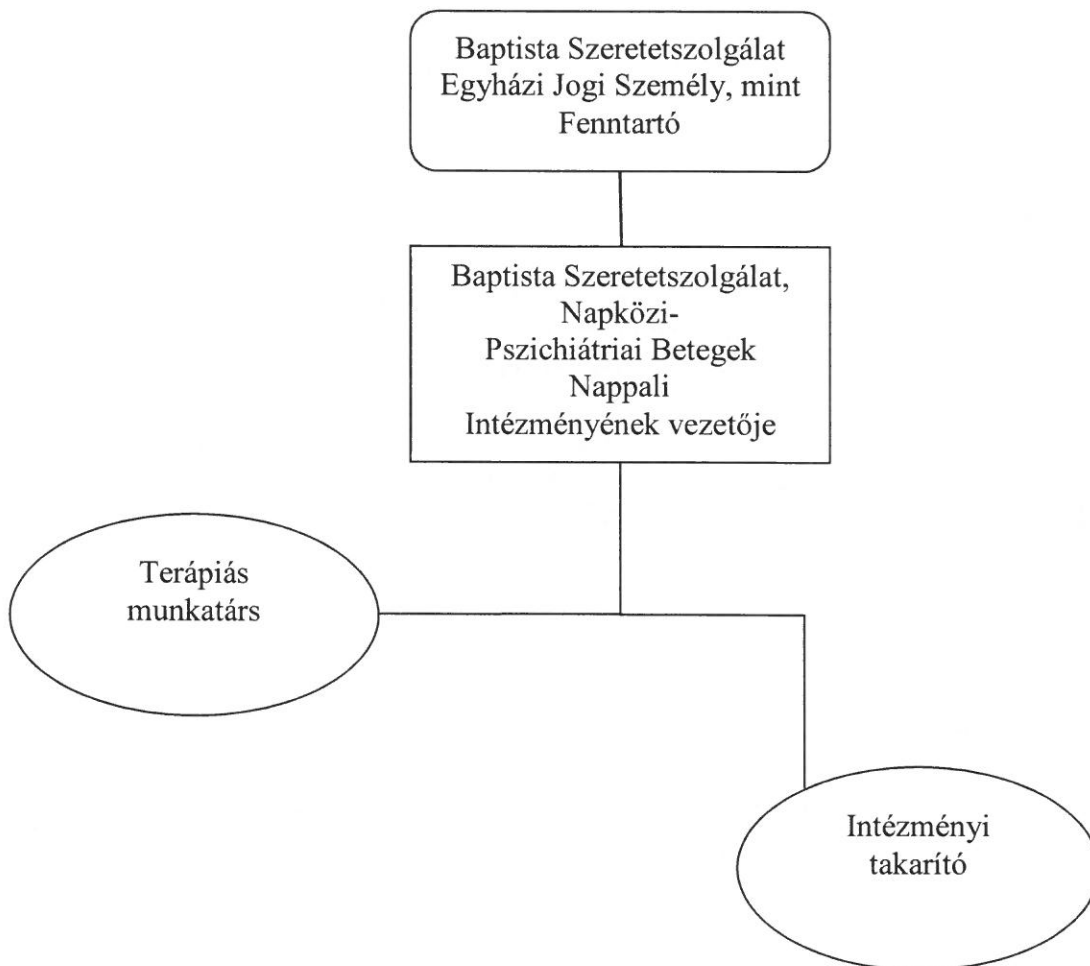 Baptista Szeretetszolgálat
Egyházi Jogi Személy, mint
Fenntartó
Baptista Szeretetszolgálat,
Napközi-
Pszichiátriai Betegek
Nappali
Intézményének vezetője
Terápiás
munkatárs
Intézményi
takarító